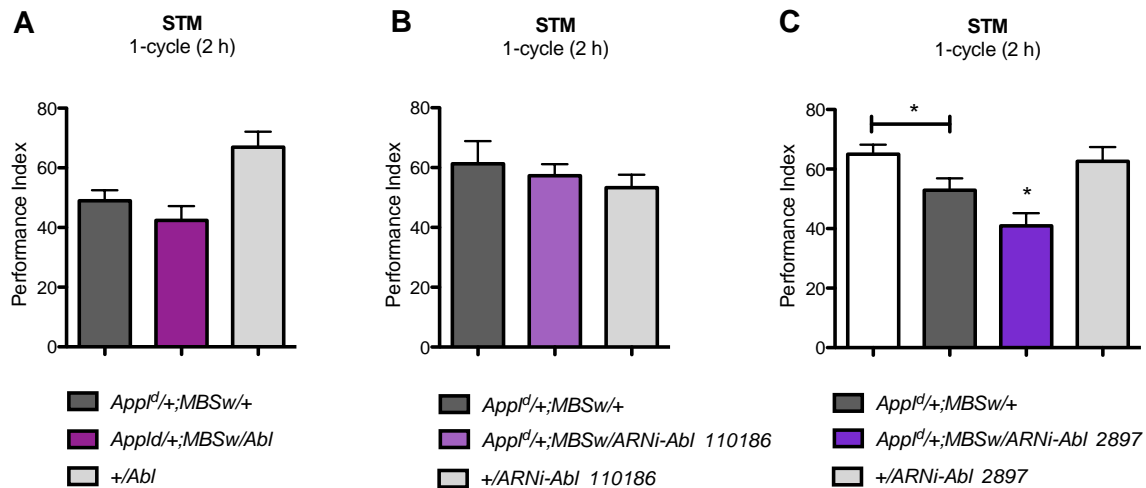 A
STM
1-cycle (2 h)
Performance Index
80
60
40
20
0
Appl^d/+;MBSw/+
Appld/+;MBSw/Abl
+/Abl
B
STM
1-cycle (2 h)
Performance Index
80
60
40
20
0
Appl^d/+;MBSw/+
Appl^d/+;MBSw/ARNi-Abl 110186
+/ARNi-Abl 110186
C
STM
1-cycle (2 h)
Performance Index
80
60
40
20
0
*
*
Appl^d/+;MBSw/+
Appl^d/+;MBSw/ARNi-Abl 2897
+/ARNi-Abl 2897